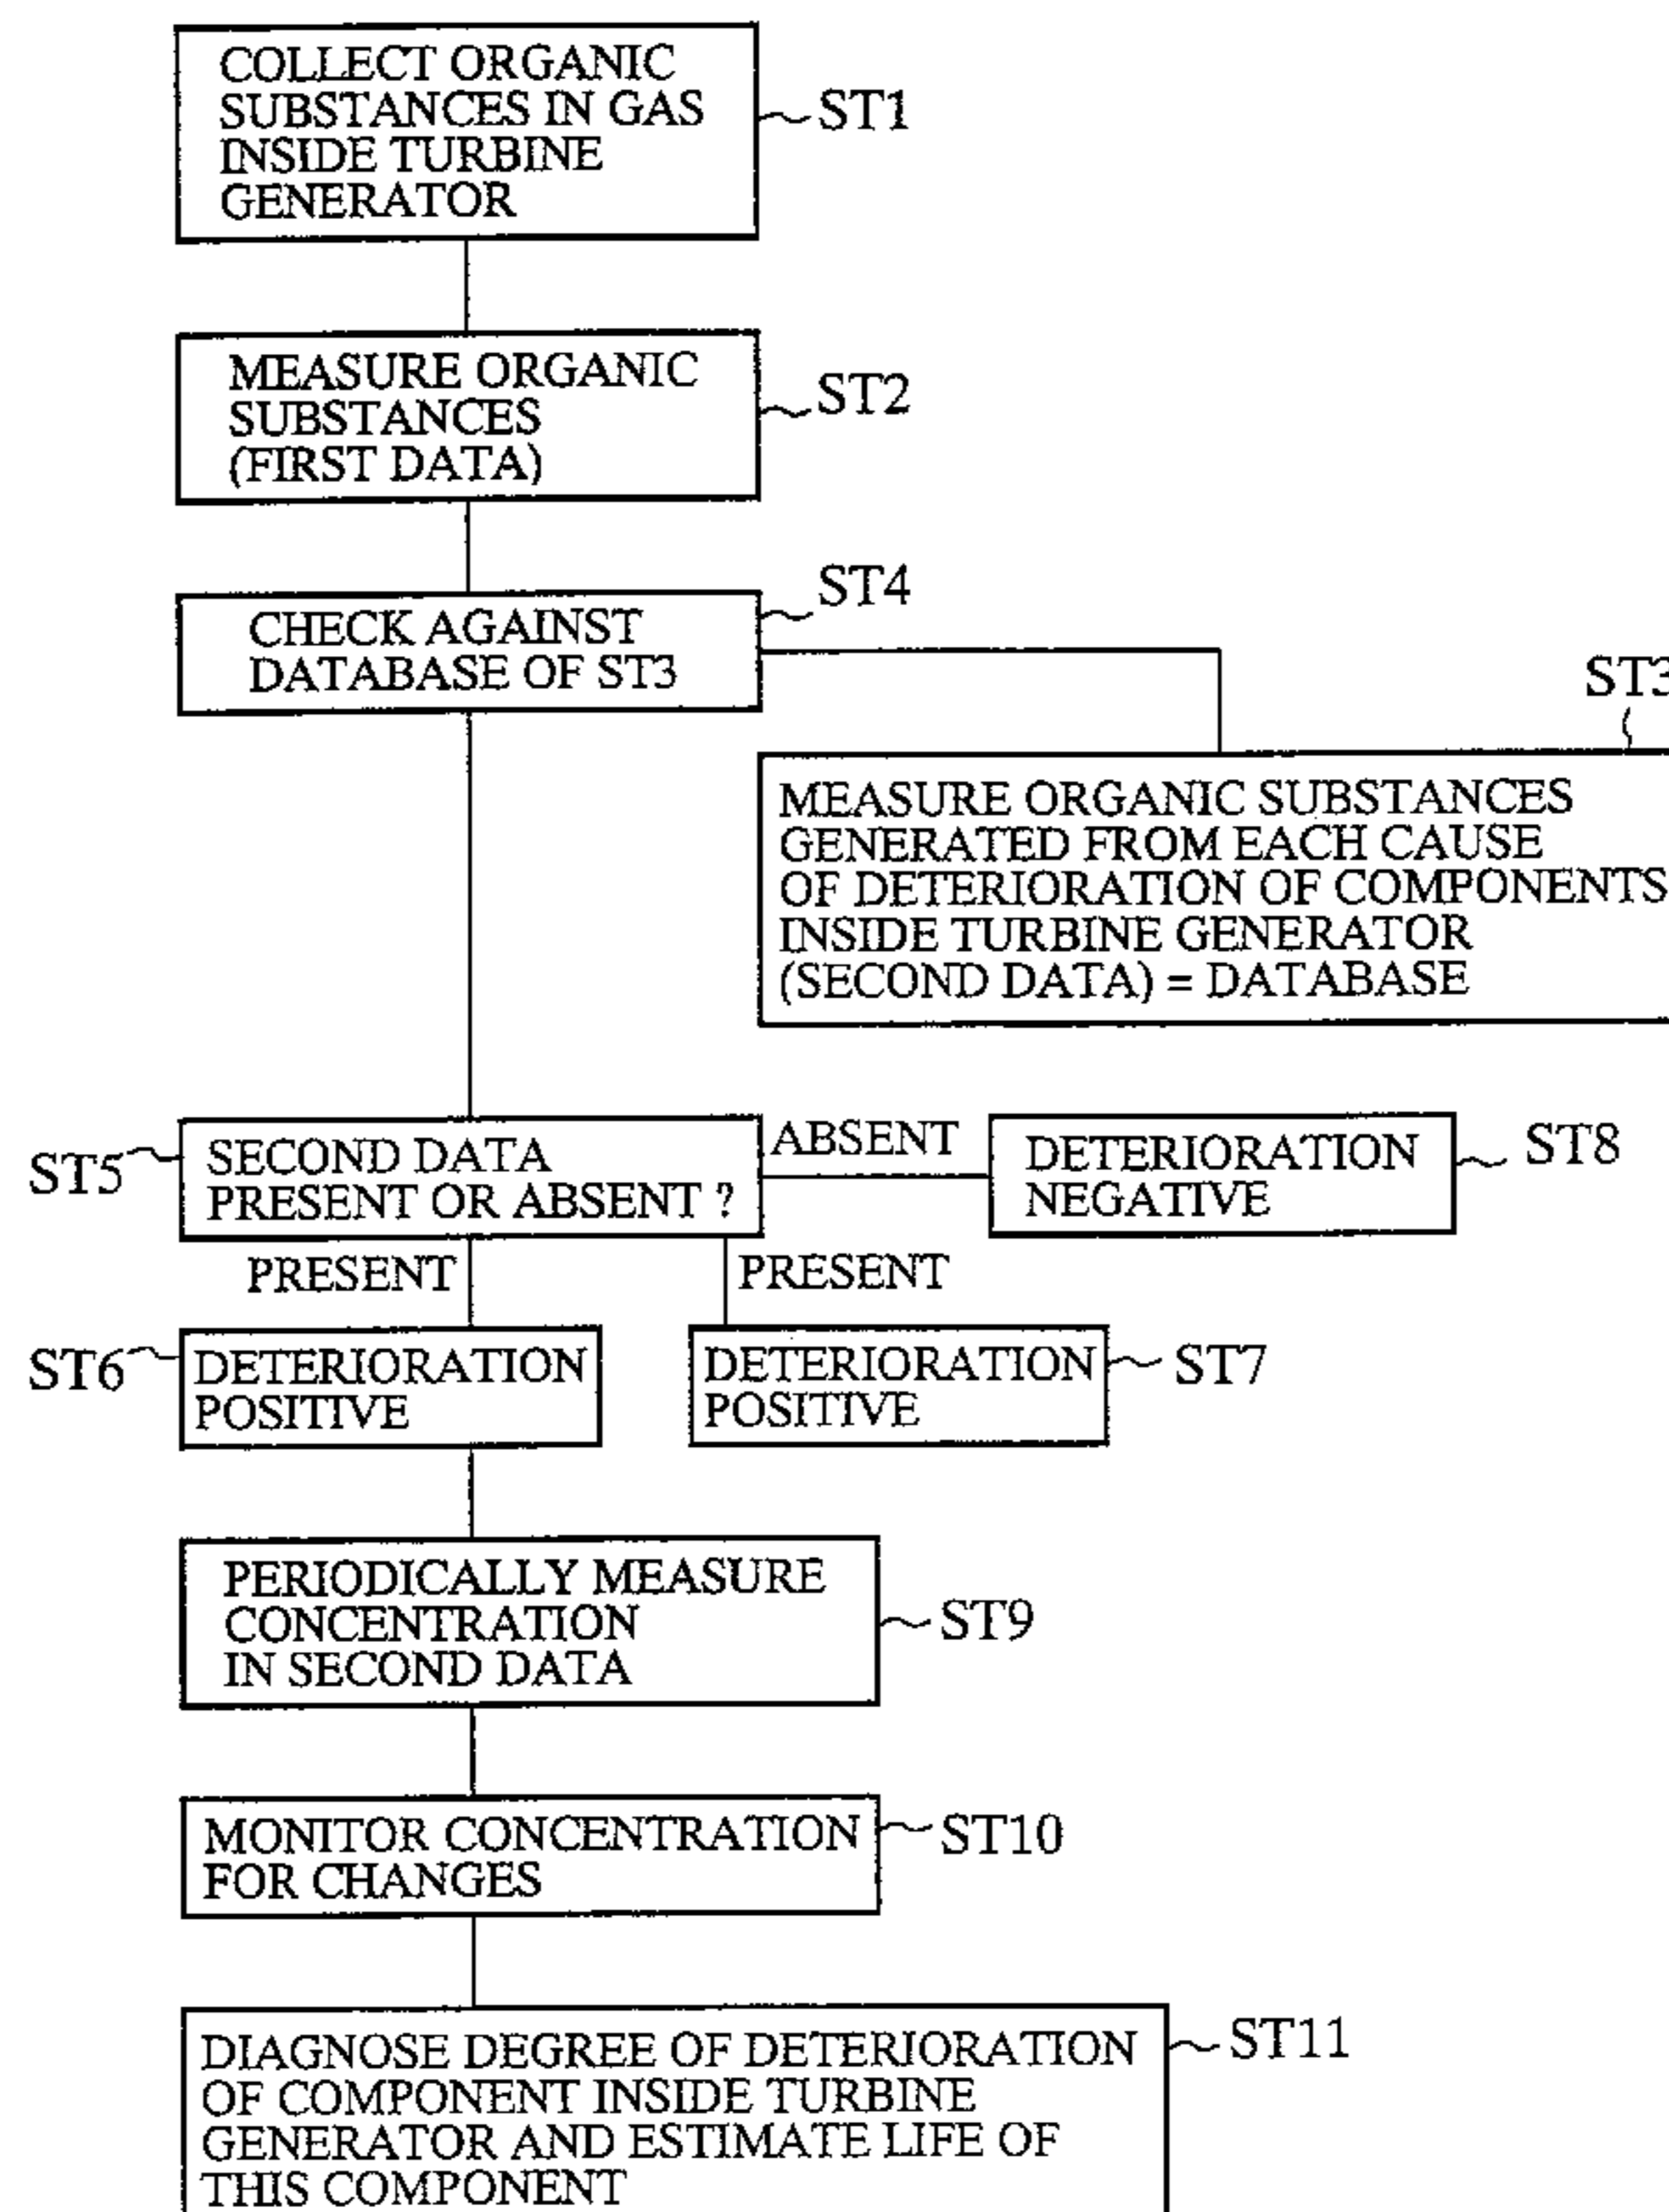 COLLECT ORGANIC
SUBSTANCES IN GAS
INSIDE TURBINE
GENERATOR
ST1
MEASURE ORGANIC
SUBSTANCES
(FIRST DATA)
ST2
ST4
CHECK AGAINST
DATABASE OF ST3
ST3
MEASURE ORGANIC SUBSTANCES
GENERATED FROM EACH CAUSE
OF DETERIORATION OF COMPONENTS
INSIDE TURBINE GENERATOR
(SECOND DATA) = DATABASE
ST5
SECOND DATA
PRESENT OR ABSENT ?
ABSENT
DETERIORATION
NEGATIVE
ST8
PRESENT
PRESENT
ST6
DETERIORATION
POSITIVE
DETERIORATION
POSITIVE
ST7
PERIODICALLY MEASURE
CONCENTRATION
IN SECOND DATA
ST9
MONITOR CONCENTRATION
FOR CHANGES
ST10
DIAGNOSE DEGREE OF DETERIORATION
OF COMPONENT INSIDE TURBINE
GENERATOR AND ESTIMATE LIFE OF
THIS COMPONENT
ST11